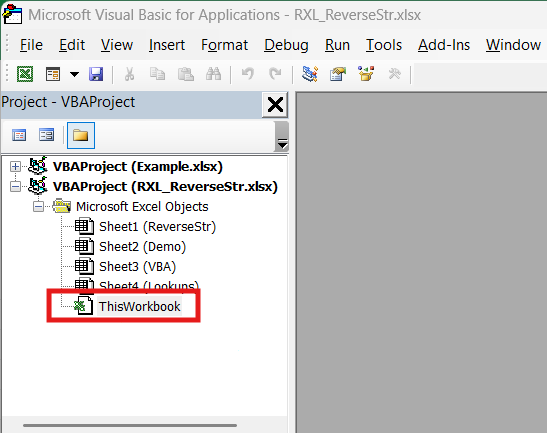 Microsoft Visual Basic for Applications - RXL_ReverseStr.xlsx
File Edit View Insert Format Debug Run Tools Add-Ins Window
Project - VBAProject
VBAProject (Example.xlsx)
VBAProject (RXL_ReverseStr.xlsx)
Microsoft Excel Objects
Sheet1 (ReverseStr)
Sheet2 (Demo)
Sheet3 (VBA)
Sheet4 (Lookups)
ThisWorkbook